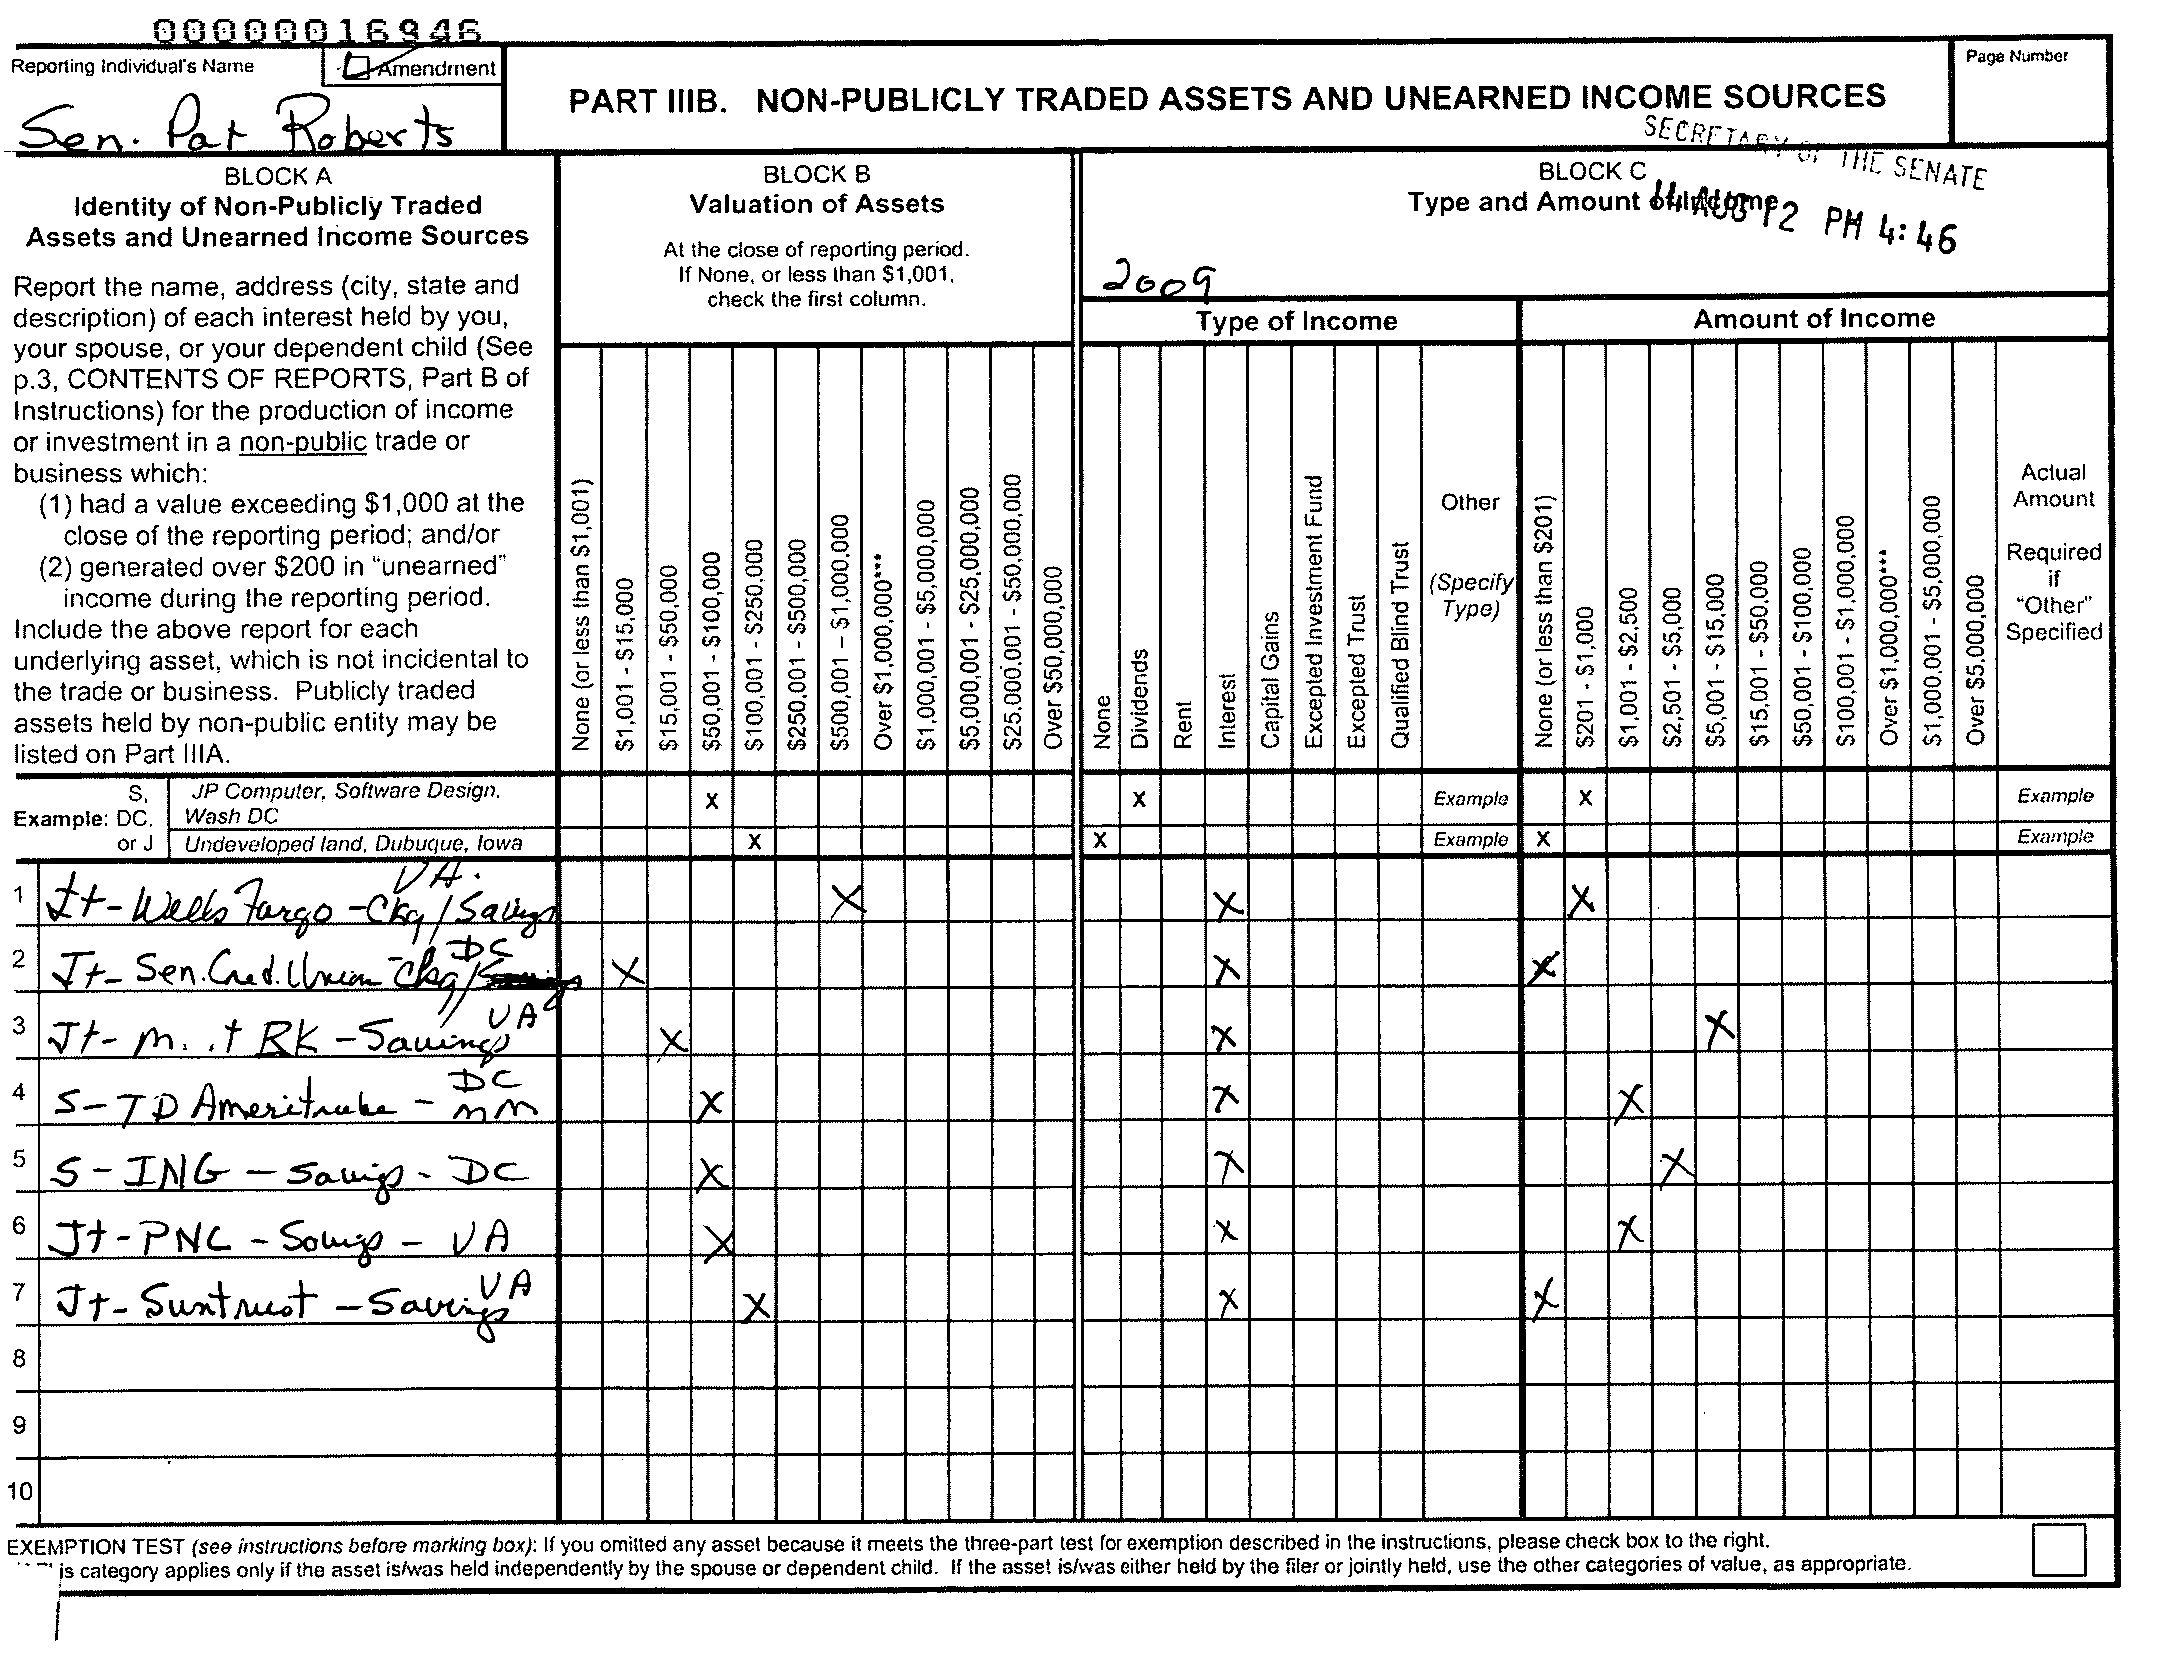 00000016946
Reporting Individual's Name
Amendment
Sen. Pat Roberts
PART IIIB. NON-PUBLICLY TRADED ASSETS AND UNEARNED INCOME SOURCES
Page Number
SECRETARY OF THE SENATE
14 AUG 12 PM 4:46
BLOCK A
Identity of Non-Publicly Traded
Assets and Unearned Income Sources
Report the name, address (city, state and
description) of each interest held by you,
your spouse, or your dependent child (See
p.3, CONTENTS OF REPORTS, Part B of
Instructions) for the production of income
or investment in a non-public trade or
business which:
(1) had a value exceeding $1,000 at the
close of the reporting period; and/or
(2) generated over $200 in "unearned"
income during the reporting period.
Include the above report for each
underlying asset, which is not incidental to
the trade or business. Publicly traded
assets held by non-public entity may be
listed on Part IIIA.
BLOCK B
Valuation of Assets
At the close of reporting period.
If None, or less than $1,001,
check the first column.
None (or less than $1,001)
$1,001 - $15,000
$15,001 - $50,000
$50,001 - $100,000
$100,001 - $250,000
$250,001 - $500,000
$500,001 - $1,000,000
Over $1,000,000***
$1,000,001 - $5,000,000
$5,000,001 - $25,000,000
$25,000,001 - $50,000,000
Over $50,000,000
BLOCK C
Type and Amount of Income
2009
Type of Income
None
Dividends
Rent
Interest
Capital Gains
Excepted Investment Fund
Excepted Trust
Qualified Blind Trust
Other
(Specify
Type)
Amount of Income
None (or less than $201)
$201 - $1,000
$1,001 - $2,500
$2,501 - $5,000
$5,001 - $15,000
$15,001 - $50,000
$50,001 - $100,000
$100,001 - $1,000,000
Over $1,000,000***
$1,000,001 - $5,000,000
Over $5,000,000
Actual
Amount
Required
if
"Other"
Specified
Example: S, DC, or J
JP Computer, Software Design,
Wash DC X X Example X Example
Undeveloped land, Dubuque, Iowa X X Example X Example
1 Jt - Wells Fargo - Ckg / Savings VA. X X X
2 Jt - Sen. Cred. Union - Ckg / DC X X X
3 Jt - M. .t BK - Savings VA X X X
4 S - TD Ameritrade - MM DC X X X
5 S - ING - Savings - DC X X X
6 Jt - PNC - Savings - VA X X X
7 Jt - Suntrust - Savings VA X X X
8
9
10
EXEMPTION TEST (see instructions before marking box): If you omitted any asset because it meets the three-part test for exemption described in the instructions, please check box to the right.
is category applies only if the asset is/was held independently by the spouse or dependent child. If the asset is/was either held by the filer or jointly held, use the other categories of value, as appropriate.